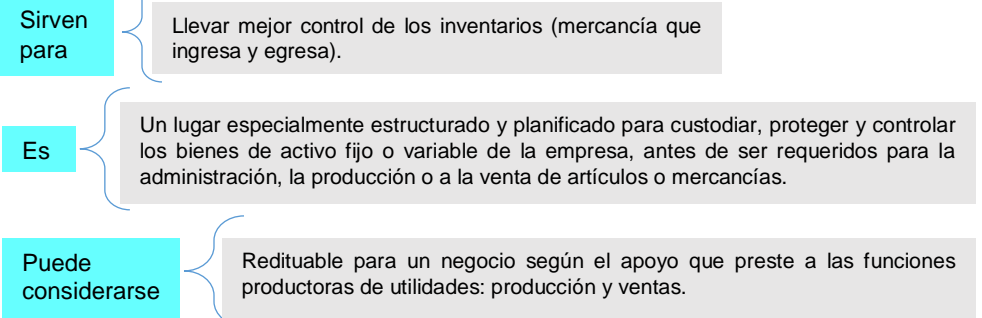 Sirven
para
Llevar mejor control de los inventarios (mercancía que
ingresa y egresa).
Es
Un lugar especialmente estructurado y planificado para custodiar, proteger y controlar
los bienes de activo fijo o variable de la empresa, antes de ser requeridos para la
administración, la producción o a la venta de artículos o mercancías.
Puede
considerarse
Redituable para un negocio según el apoyo que preste a las funciones
productoras de utilidades: producción y ventas.